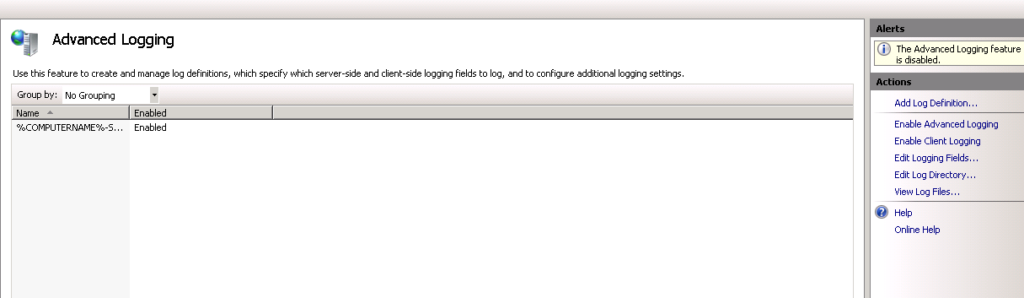 Advanced Logging
Use this feature to create and manage log definitions, which specify which server-side and client-side logging fields to log, and to configure additional logging settings.
Group by: No Grouping
Name Enabled
%COMPUTERNAME%-S... Enabled
Alerts
The Advanced Logging feature
is disabled.
Actions
Add Log Definition...
Enable Advanced Logging
Enable Client Logging
Edit Logging Fields...
Edit Log Directory...
View Log Files...
Help
Online Help